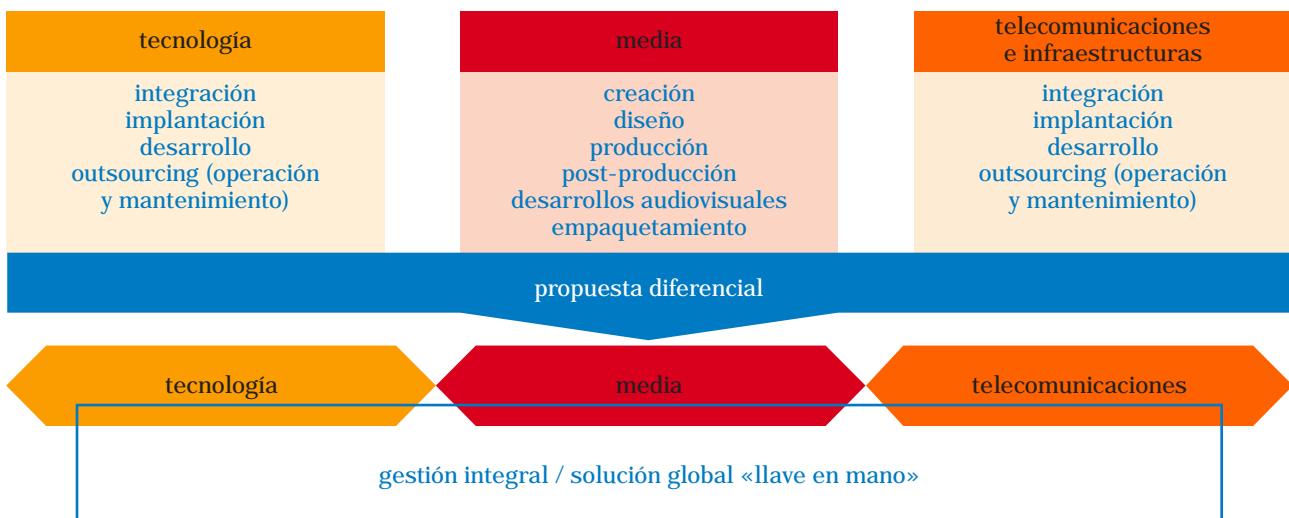 tecnología
integración
implantación
desarrollo
outsourcing (operación
y mantenimiento)
media
creación
diseño
producción
post-producción
desarrollos audiovisuales
empaquetamiento
telecomunicaciones
e infraestructuras
integración
implantación
desarrollo
outsourcing (operación
y mantenimiento)
propuesta diferencial
tecnología
media
telecomunicaciones
gestión integral / solución global «llave en mano»